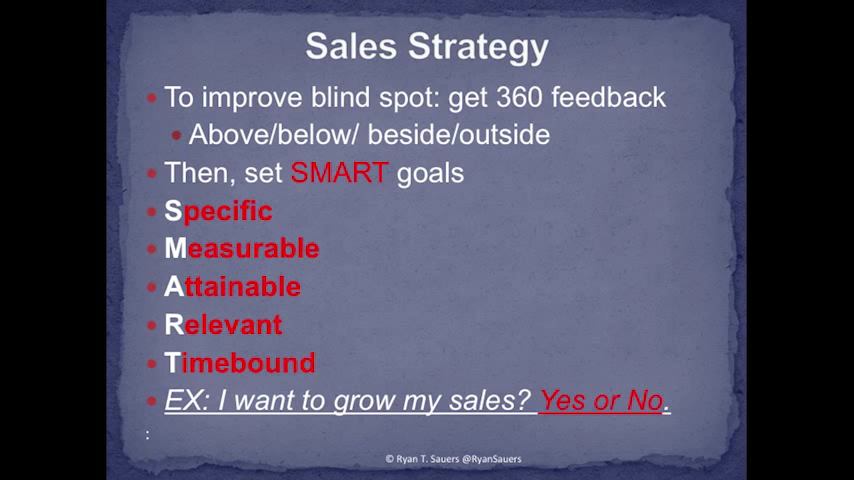 Sales Strategy
• To improve blind spot: get 360 feedback
• Above/below/ beside/outside
• Then, set SMART goals
• Specific
• Measurable
• Attainable
• Relevant
• Timebound
• EX: I want to grow my sales? Yes or No.
:
© Ryan T. Sauers @RyanSauers